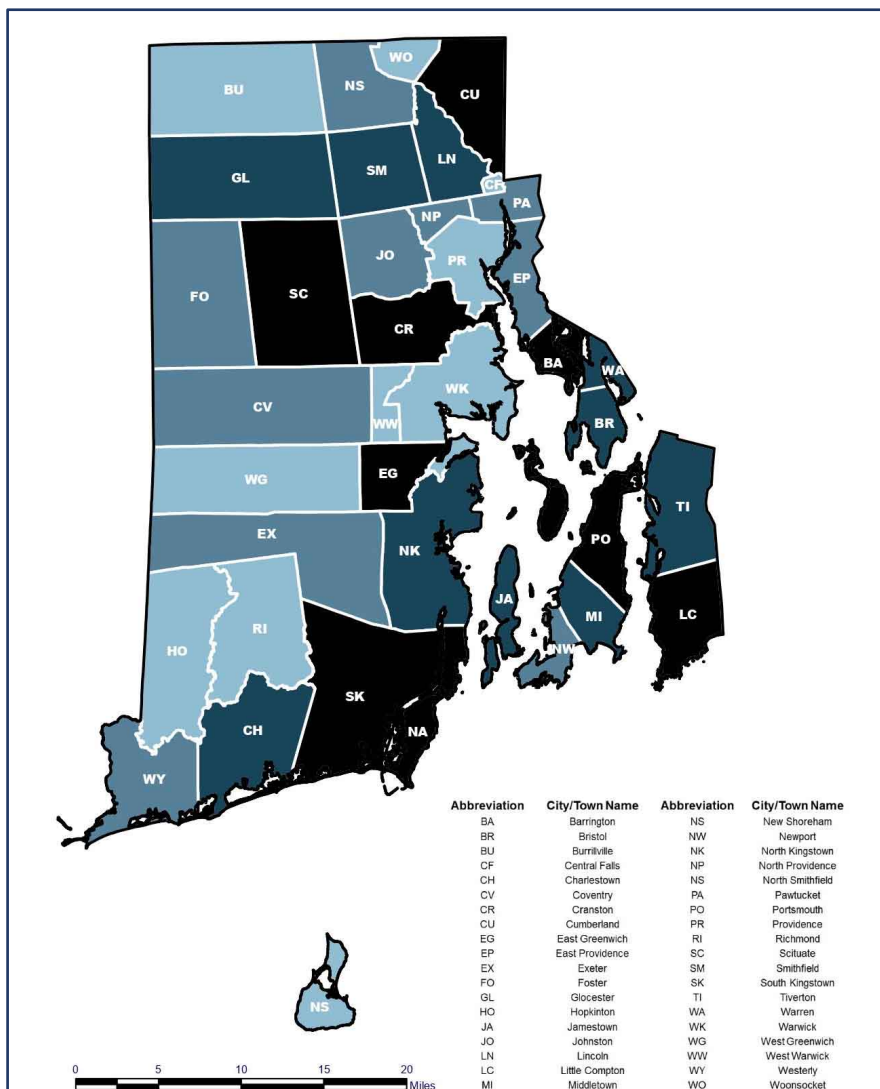 WO
BU
NS
CU
LN
GL
SM
CF
PA
NP
JO
PR
EP
FO
SC
CR
BA
WA
WK
BR
CV
WW
EG
WG
TI
EX
NK
PO
JA
MI
RI
LC
HO
NW
SK
CH
NA
WY
NS
Abbreviation City/Town Name Abbreviation City/Town Name
BA Barrington NS New Shoreham
BR Bristol NW Newport
BU Burrillville NK North Kingstown
CF Central Falls NP North Providence
CH Charlestown NS North Smithfield
CV Coventry PA Pawtucket
CR Cranston PO Portsmouth
CU Cumberland PR Providence
EG East Greenwich RI Richmond
EP East Providence SC Scituate
EX Exeter SM Smithfield
FO Foster SK South Kingstown
GL Glocester TI Tiverton
HO Hopkinton WA Warren
JA Jamestown WK Warwick
JO Johnston WG West Greenwich
LN Lincoln WW West Warwick
LC Little Compton WY Westerly
MI Middletown WO Woonsocket
0 5 10 20
Miles